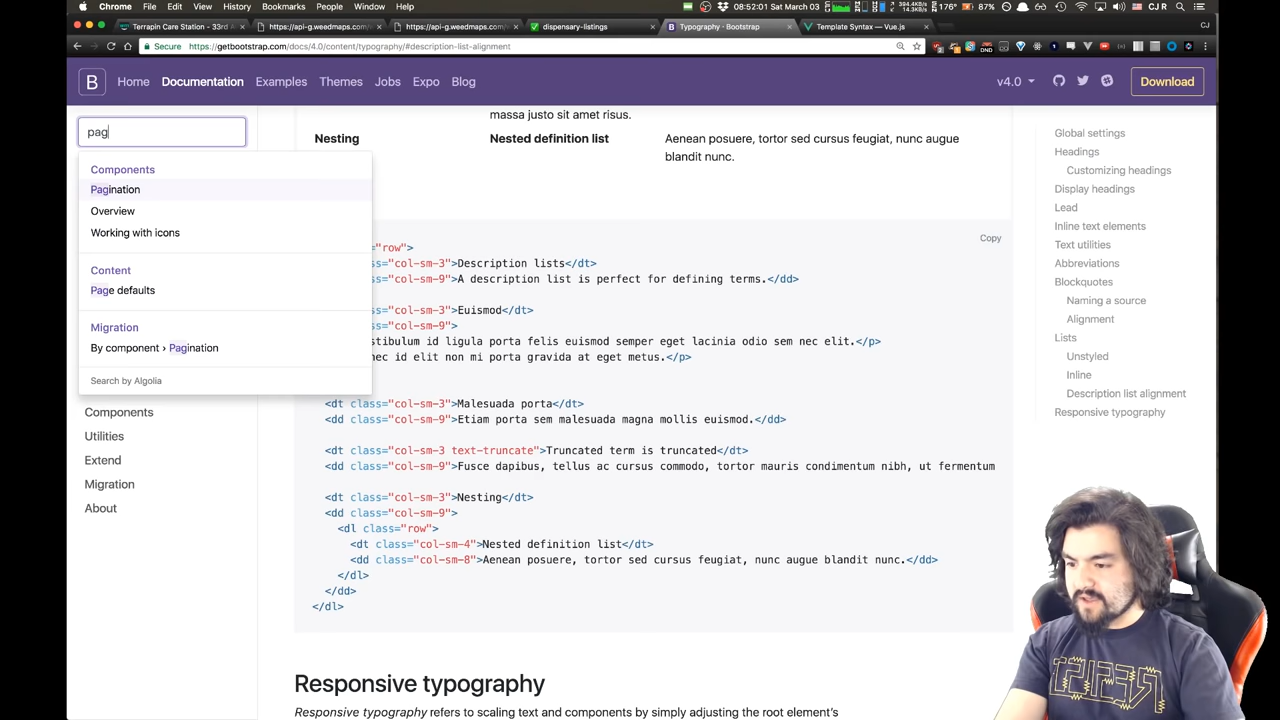 Chrome File Edit View History Bookmarks People Window Help
08:52:01 Sat March 03
176°
87%
CJ R
Terrapin Care Station - 33rd A
https://api-g.weedmaps.com/
https://api-g.weedmaps.com/
dispensary-listings
Typography · Bootstrap
Template Syntax — Vue.js
CJ
Secure https://getbootstrap.com/docs/4.0/content/typography/#description-list-alignment
B Home Documentation Examples Themes Jobs Expo Blog
v4.0
Download
pag
Components
Pagination
Overview
Working with icons
Content
Page defaults
Migration
By component › Pagination
Search by Algolia
Components
Utilities
Extend
Migration
About
massa justo sit amet risus.
Nesting
Nested definition list
Aenean posuere, tortor sed cursus feugiat, nunc augue
blandit nunc.
Copy
="row">
s="col-sm-3">Description lists</dt>
s="col-sm-9">A description list is perfect for defining terms.</dd>
s="col-sm-3">Euismod</dt>
s="col-sm-9">
stibulum id ligula porta felis euismod semper eget lacinia odio sem nec elit.</p>
nec id elit non mi porta gravida at eget metus.</p>
<dt class="col-sm-3">Malesuada porta</dt>
<dd class="col-sm-9">Etiam porta sem malesuada magna mollis euismod.</dd>
<dt class="col-sm-3 text-truncate">Truncated term is truncated</dt>
<dd class="col-sm-9">Fusce dapibus, tellus ac cursus commodo, tortor mauris condimentum nibh, ut fermentum
<dt class="col-sm-3">Nesting</dt>
<dd class="col-sm-9">
<dl class="row">
<dt class="col-sm-4">Nested definition list</dt>
<dd class="col-sm-8">Aenean posuere, tortor sed cursus feugiat, nunc augue blandit nunc.</dd>
</dl>
</dd>
</dl>
Responsive typography
Responsive typography refers to scaling text and components by simply adjusting the root element's
Global settings
Headings
Customizing headings
Display headings
Lead
Inline text elements
Text utilities
Abbreviations
Blockquotes
Naming a source
Alignment
Lists
Unstyled
Inline
Description list alignment
Responsive typography